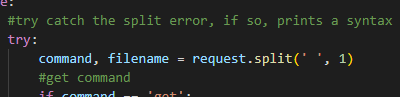 e:
#try catch the split error, if so, prints a syntax
try:
command, filename = request.split(' ', 1)
#get command
if command == 'get':